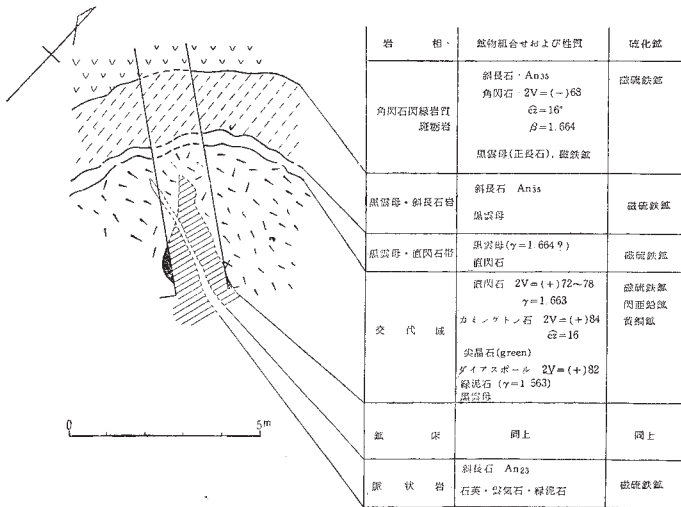 岩相 鉱物組合せおよび性質 硫化鉱
角閃石閃緑岩質
斑粝岩
斜長石・An35
角閃石・2V=(-)68
ĉz=16°
β=1.664
黒雲母(正長石), 磁鉄鉱
磁硫鉄鉱
黒雲母・斜長石岩
斜長石 An35
黒雲母
磁硫鉄鉱
黒雲母・直閃石帯
黒雲母(γ=1.664?)
直閃石
磁硫鉄鉱
交代域
直閃石 2V=(+)72~78
γ=1.663
カミングトン石 2V=(+)84
ĉz=16
尖晶石(green)
ダイアスポール 2V=(+)82
緑泥石(γ=1.563)
黒雲母
磁硫鉄鉱
閃亜鉛鉱
黄銅鉱
鉱床 同上 同上
脈状岩
斜長石 An23
石英・雲気石・緑泥石
磁硫鉄鉱
0 5m